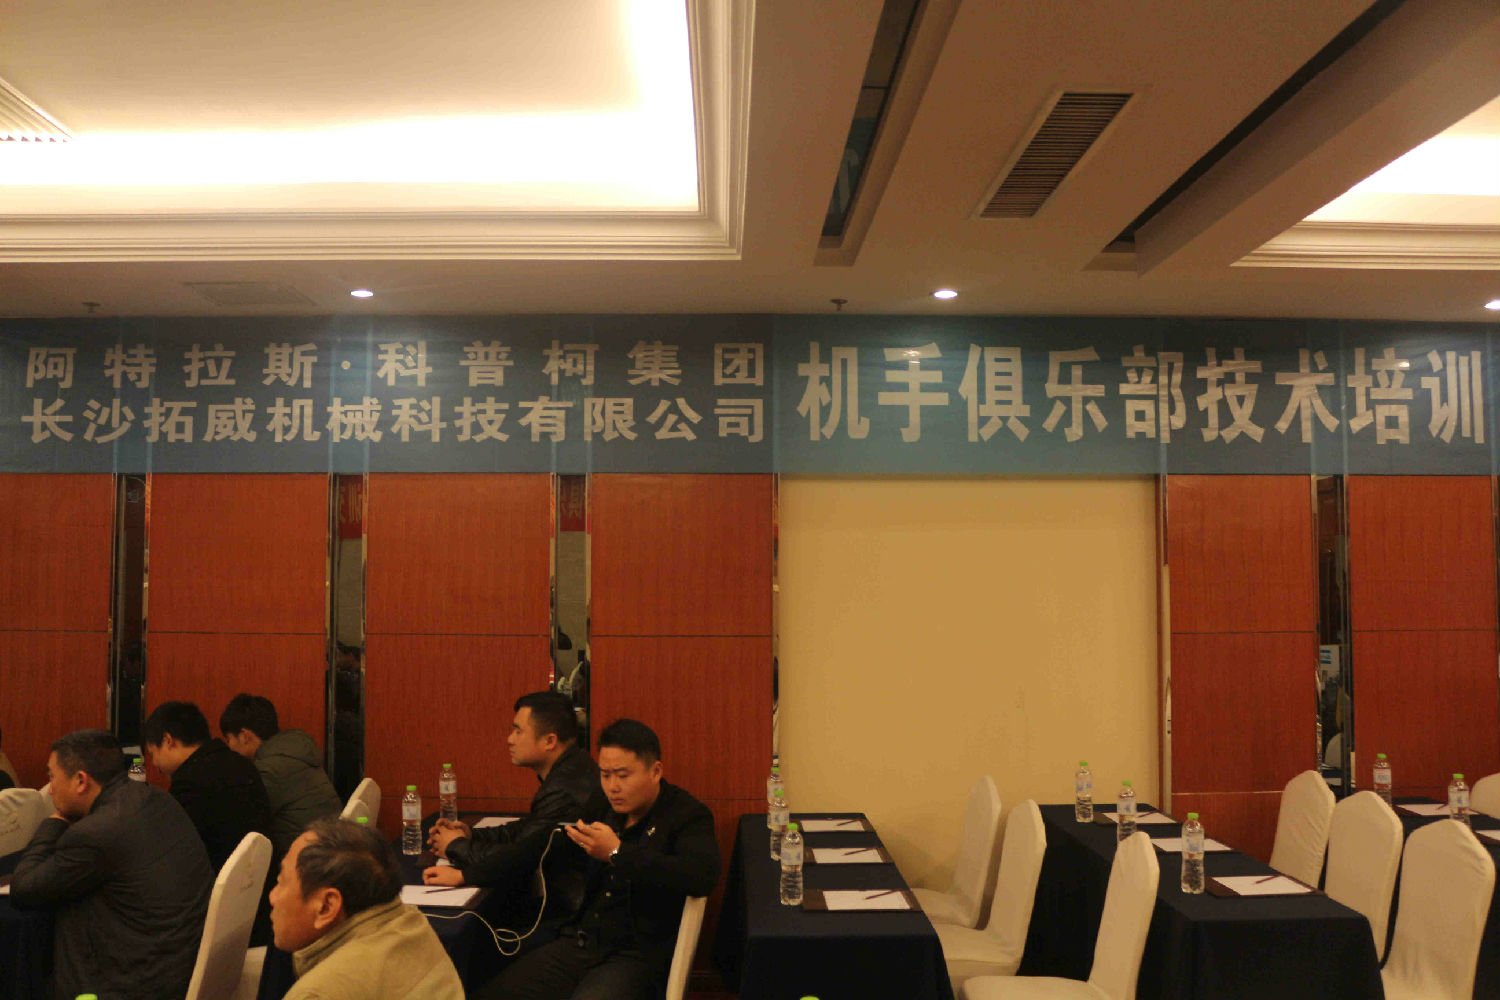 阿特拉斯·科普柯集团
长沙拓威机械科技有限公司
机手俱乐部技术培训